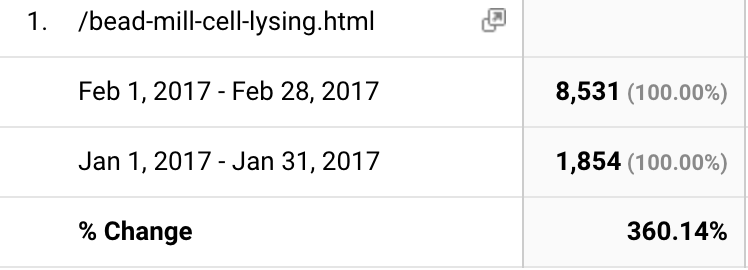 1. /bead-mill-cell-lysing.html
Feb 1, 2017 - Feb 28, 2017 8,531 (100.00%)
Jan 1, 2017 - Jan 31, 2017 1,854 (100.00%)
% Change 360.14%